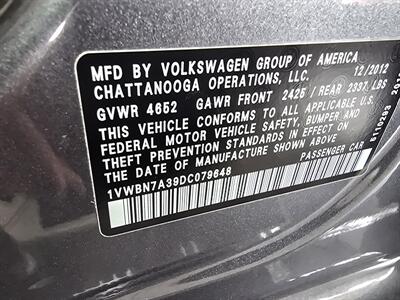 MFD BY VOLKSWAGEN GROUP OF AMERICA
CHATTANOOGA OPERATIONS, LLC. 12/2012
GVWR 4652 GAWR FRONT 2425 / REAR 2337 LBS
THIS VEHICLE CONFORMS TO ALL APPLICABLE U.S.
FEDERAL MOTOR VEHICLE SAFETY, BUMPER AND
THEFT PREVENTION STANDARDS IN EFFECT ON
THE DATE OF MANUFACTURE SHOWN ABOVE
1VWBN7A39DC079648 PASSENGER CAR